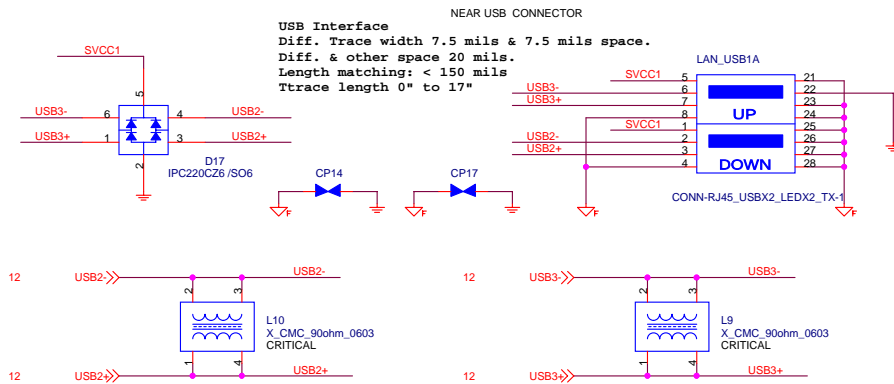 NEAR USB CONNECTOR
USB Interface
Diff. Trace width 7.5 mils & 7.5 mils space.
Diff. & other space 20 mils.
Length matching: < 150 mils
Ttrace length 0" to 17"
SVCC1
5
USB3-
6
4
USB2-
USB3+
1
3
USB2+
2
D17
IPC220CZ6 /SO6
CP14
F
CP17
F
LAN_USB1A
SVCC1
5
21
USB3-
6
22
USB3+
7
23
8
24
UP
SVCC1
1
25
USB2-
2
26
USB2+
3
27
4
28
DOWN
CONN-RJ45_USBX2_LEDX2_TX-1
F
F
12
USB2-
USB2-
2
3
L10
X_CMC_90ohm_0603
CRITICAL
1
4
12
USB2+
USB2+
12
USB3-
USB3-
2
3
L9
X_CMC_90ohm_0603
CRITICAL
1
4
12
USB3+
USB3+